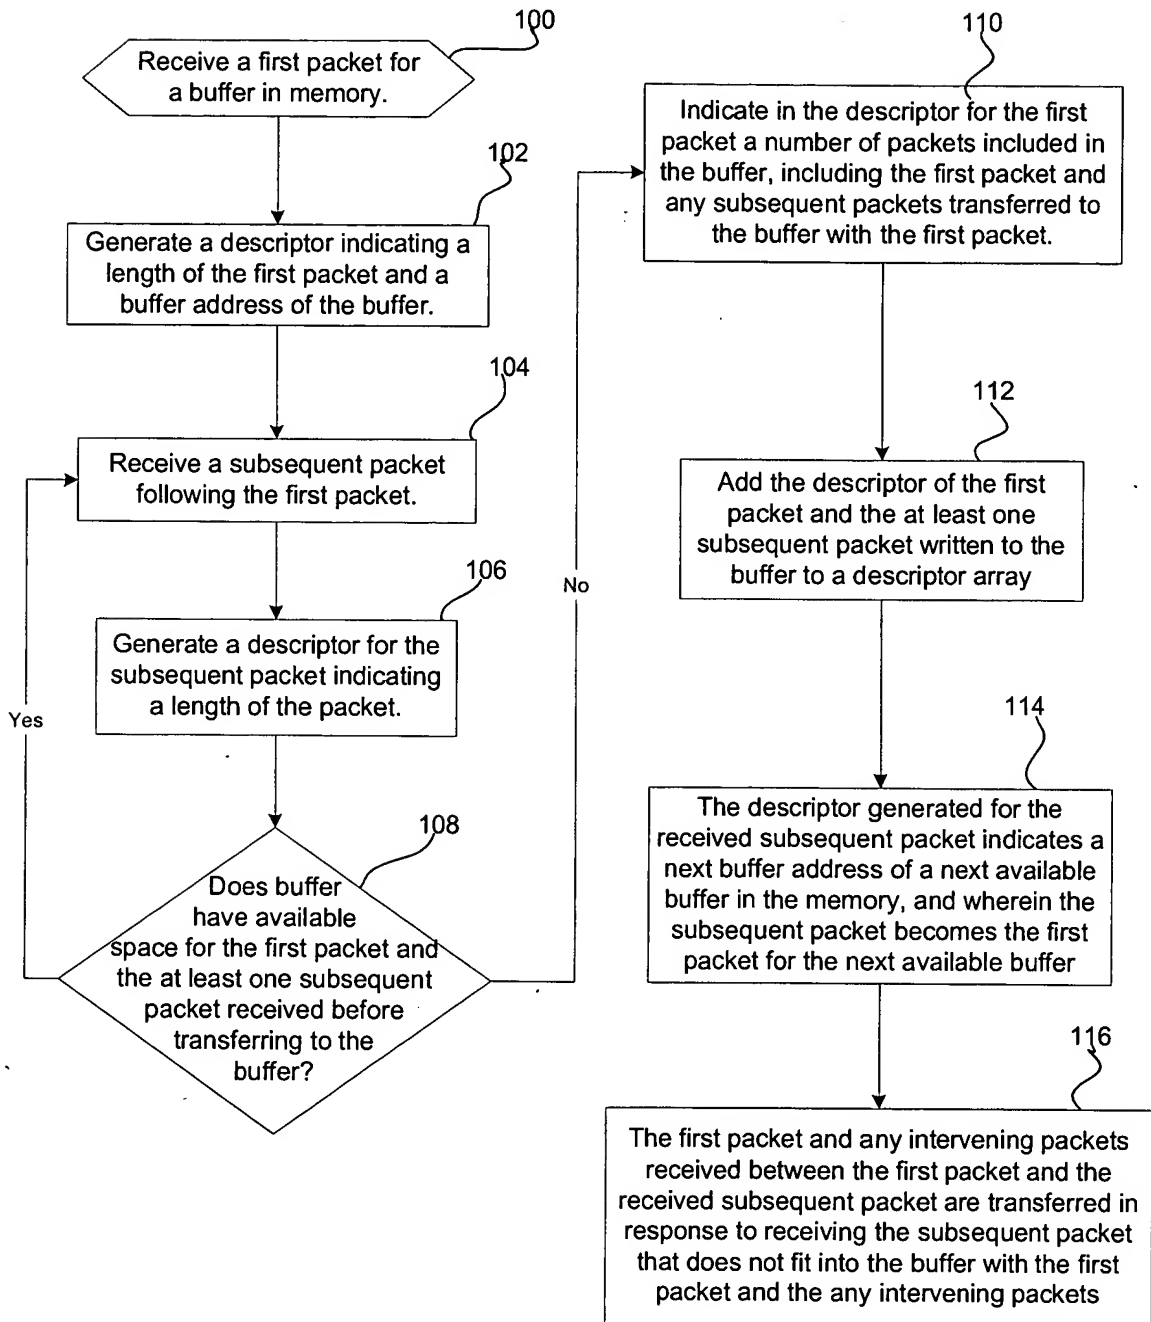 100
Receive a first packet for
a buffer in memory.
102
Generate a descriptor indicating a
length of the first packet and a
buffer address of the buffer.
104
Receive a subsequent packet
following the first packet.
106
Generate a descriptor for the
subsequent packet indicating
a length of the packet.
Yes
108
Does buffer
have available
space for the first packet and
the at least one subsequent
packet received before
transferring to the
buffer?
No
110
Indicate in the descriptor for the first
packet a number of packets included in
the buffer, including the first packet and
any subsequent packets transferred to
the buffer with the first packet.
112
Add the descriptor of the first
packet and the at least one
subsequent packet written to the
buffer to a descriptor array
114
The descriptor generated for the
received subsequent packet indicates a
next buffer address of a next available
buffer in the memory, and wherein the
subsequent packet becomes the first
packet for the next available buffer
116
The first packet and any intervening packets
received between the first packet and the
received subsequent packet are transferred in
response to receiving the subsequent packet
that does not fit into the buffer with the first
packet and the any intervening packets